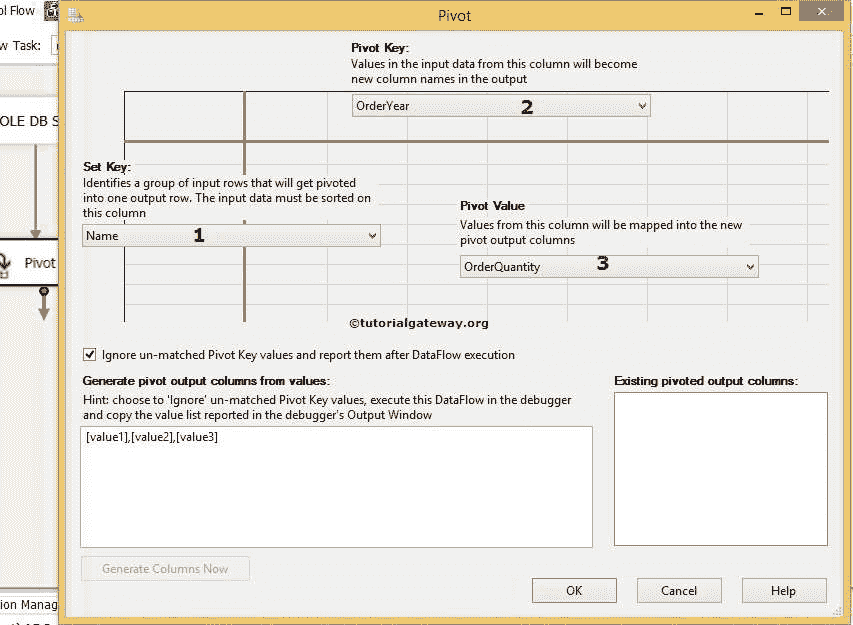 ol Flow
Pivot
w Task:
Pivot Key:
Values in the input data from this column will become
new column names in the output
OrderYear 2
OLE DB S
Set Key:
Identifies a group of input rows that will get pivoted
into one output row. The input data must be sorted on
this column
Name 1
Pivot Value
Values from this column will be mapped into the new
pivot output columns
OrderQuantity 3
Pivot
©tutorialgateway.org
Ignore un-matched Pivot Key values and report them after DataFlow execution
Generate pivot output columns from values:
Hint: choose to 'Ignore' un-matched Pivot Key values, execute this DataFlow in the debugger
and copy the value list reported in the debugger's Output Window
[value1],[value2],[value3]
Existing pivoted output columns:
Generate Columns Now
OK
Cancel
Help
ion Manag